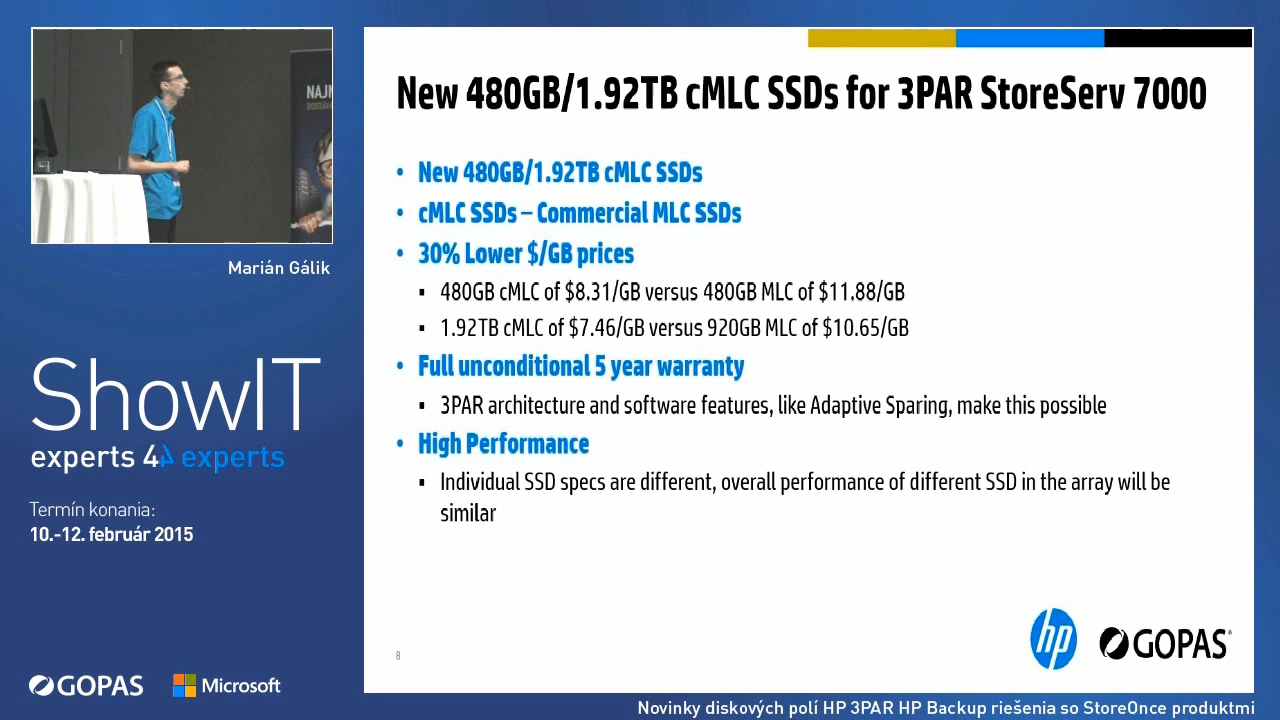 NAJ
Marián Gálik
ShowIT
experts 4 experts
Termín konania:
10.-12. február 2015
GOPAS
Microsoft
New 480GB/1.92TB cMLC SSDs for 3PAR StoreServ 7000
• New 480GB/1.92TB cMLC SSDs
• cMLC SSDs – Commercial MLC SSDs
• 30% Lower $/GB prices
▪ 480GB cMLC of $8.31/GB versus 480GB MLC of $11.88/GB
▪ 1.92TB cMLC of $7.46/GB versus 920GB MLC of $10.65/GB
• Full unconditional 5 year warranty
▪ 3PAR architecture and software features, like Adaptive Sparing, make this possible
• High Performance
▪ Individual SSD specs are different, overall performance of different SSD in the array will be
similar
8
hp
GOPAS®
Novinky diskových polí HP 3PAR HP Backup riešenia so StoreOnce produktmi